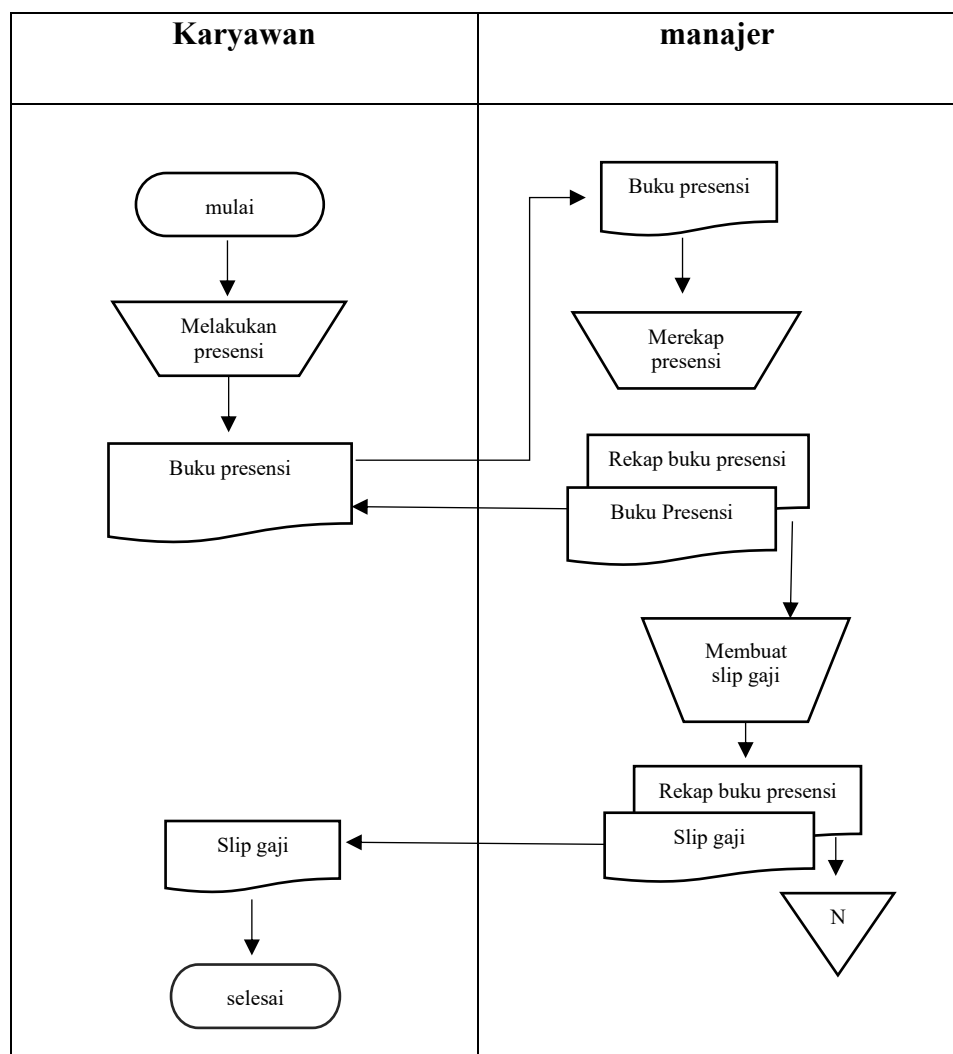 Karyawan
manajer
mulai
Melakukan
presensi
Buku presensi
Buku presensi
Merekap
presensi
Rekap buku presensi
Buku Presensi
Membuat
slip gaji
Rekap buku presensi
Slip gaji
N
Slip gaji
selesai